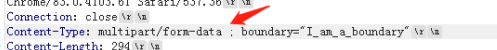 Chrome/83.0.4103.61 Safari/537.36\r\n
Connection: close\r\n
Content-Type: multipart/form-data ; boundary="I_am_a_boundary"\r\n
Content-Length: 294\r\n